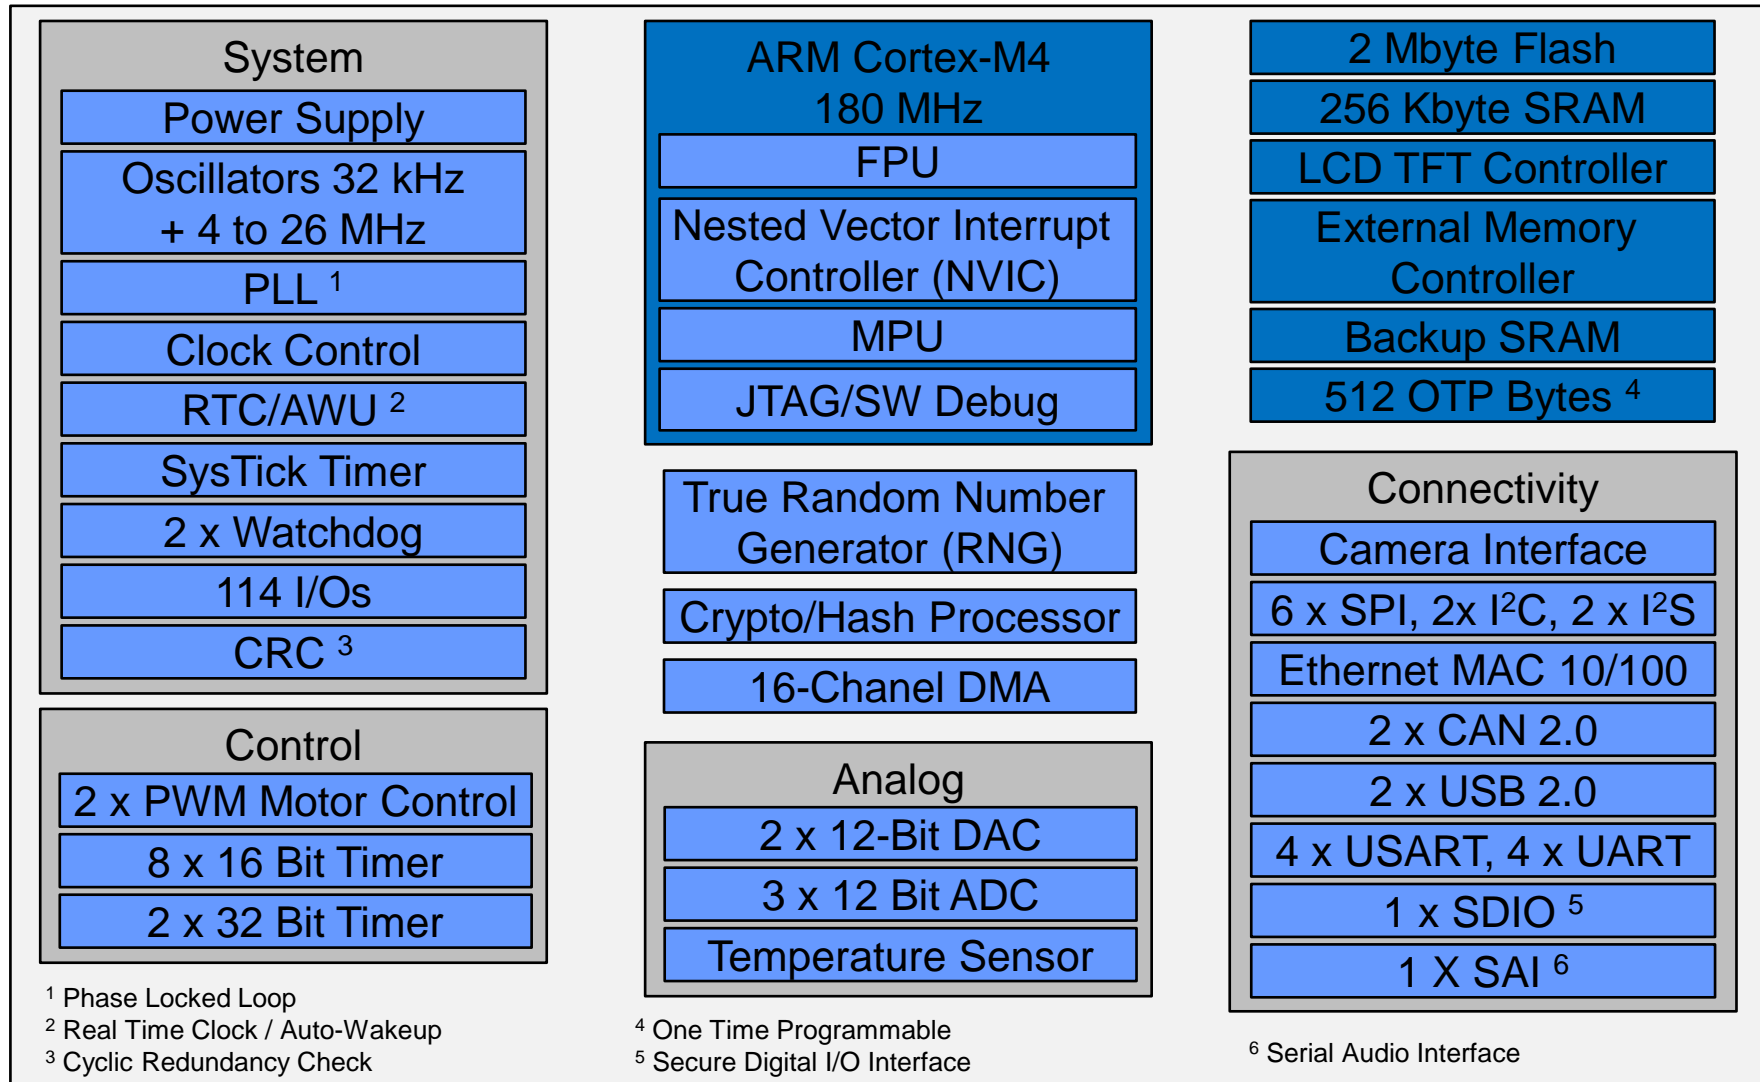 System
Power Supply
Oscillators 32 kHz
+ 4 to 26 MHz
PLL ¹
Clock Control
RTC/AWU ²
SysTick Timer
2 x Watchdog
114 I/Os
CRC ³
Control
2 x PWM Motor Control
8 x 16 Bit Timer
2 x 32 Bit Timer
¹ Phase Locked Loop
² Real Time Clock / Auto-Wakeup
³ Cyclic Redundancy Check
ARM Cortex-M4
180 MHz
FPU
Nested Vector Interrupt
Controller (NVIC)
MPU
JTAG/SW Debug
True Random Number
Generator (RNG)
Crypto/Hash Processor
16-Chanel DMA
Analog
2 x 12-Bit DAC
3 x 12 Bit ADC
Temperature Sensor
⁴ One Time Programmable
⁵ Secure Digital I/O Interface
2 Mbyte Flash
256 Kbyte SRAM
LCD TFT Controller
External Memory
Controller
Backup SRAM
512 OTP Bytes ⁴
Connectivity
Camera Interface
6 x SPI, 2x I²C, 2 x I²S
Ethernet MAC 10/100
2 x CAN 2.0
2 x USB 2.0
4 x USART, 4 x UART
1 x SDIO ⁵
1 X SAI ⁶
⁶ Serial Audio Interface